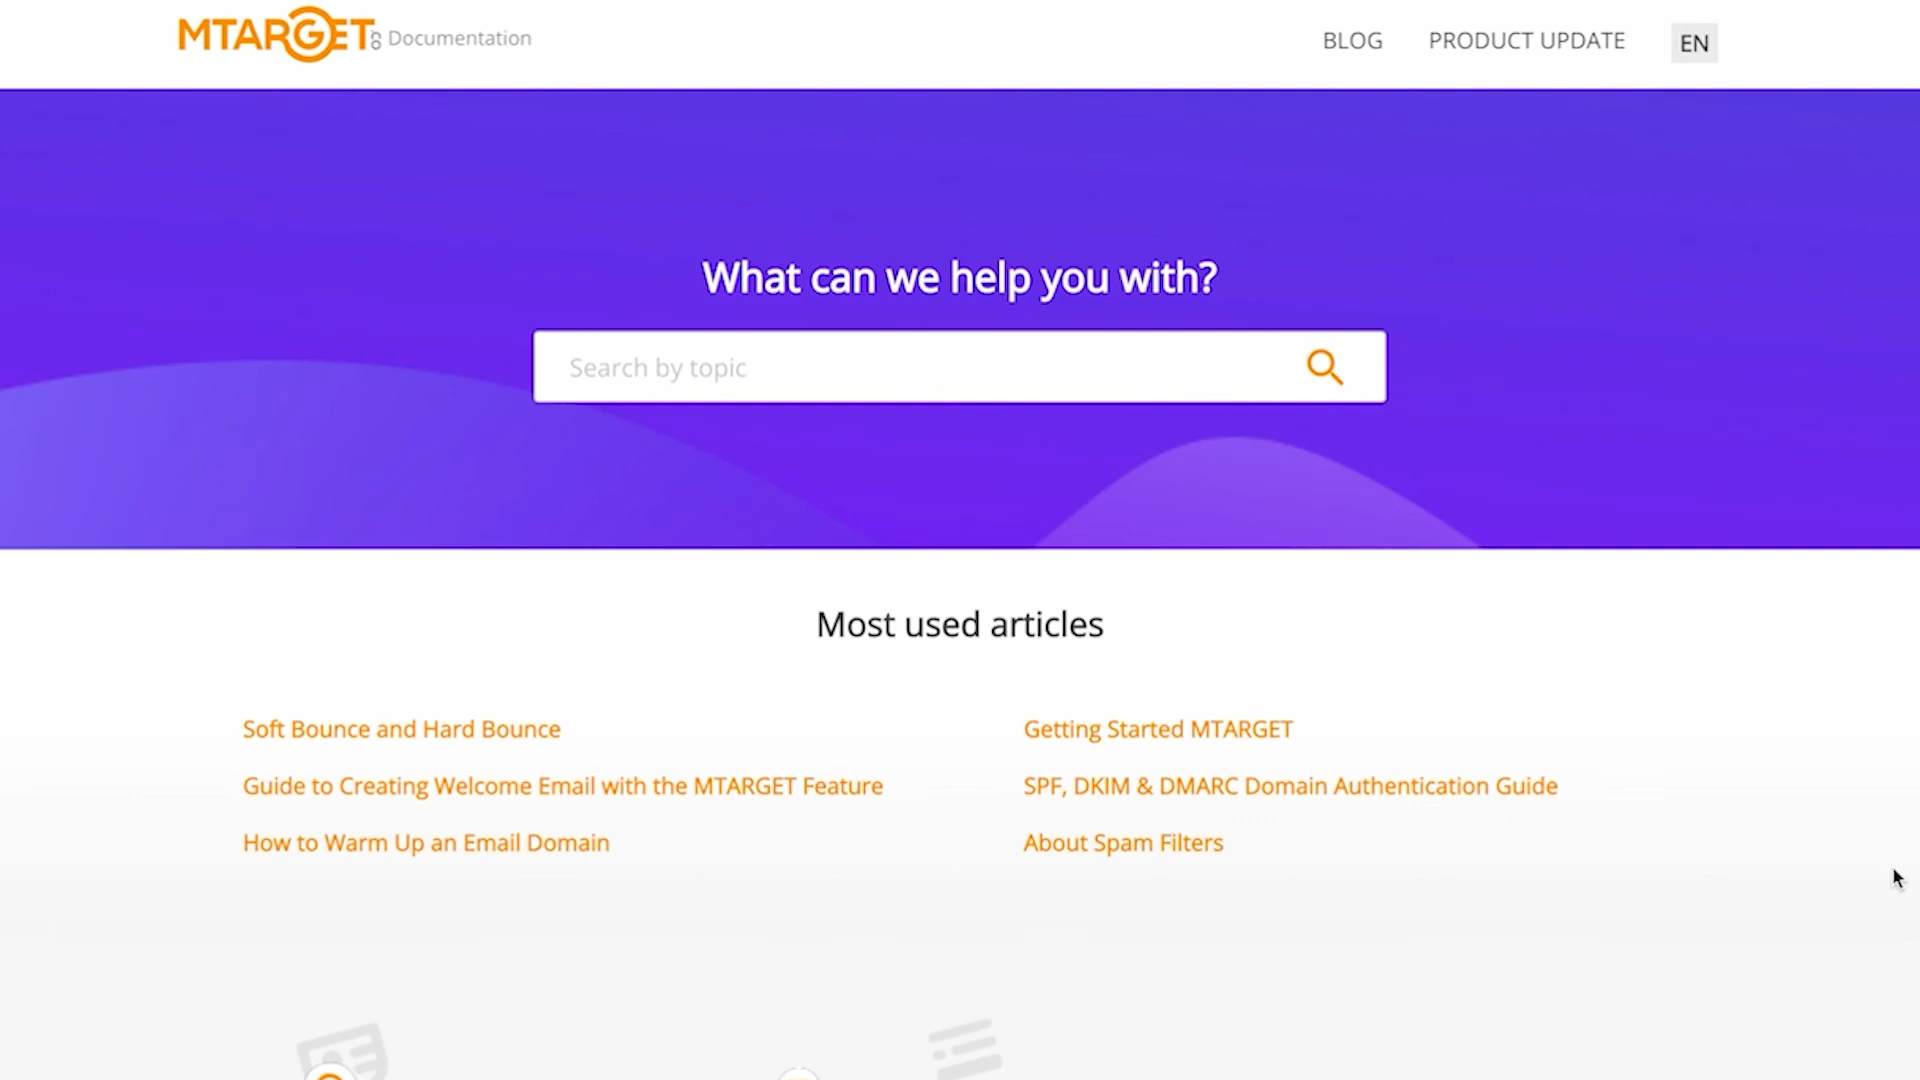 MTARGET.CO Documentation
BLOG
PRODUCT UPDATE
EN
What can we help you with?
Search by topic
Most used articles
Soft Bounce and Hard Bounce
Getting Started MTARGET
Guide to Creating Welcome Email with the MTARGET Feature
SPF, DKIM & DMARC Domain Authentication Guide
How to Warm Up an Email Domain
About Spam Filters